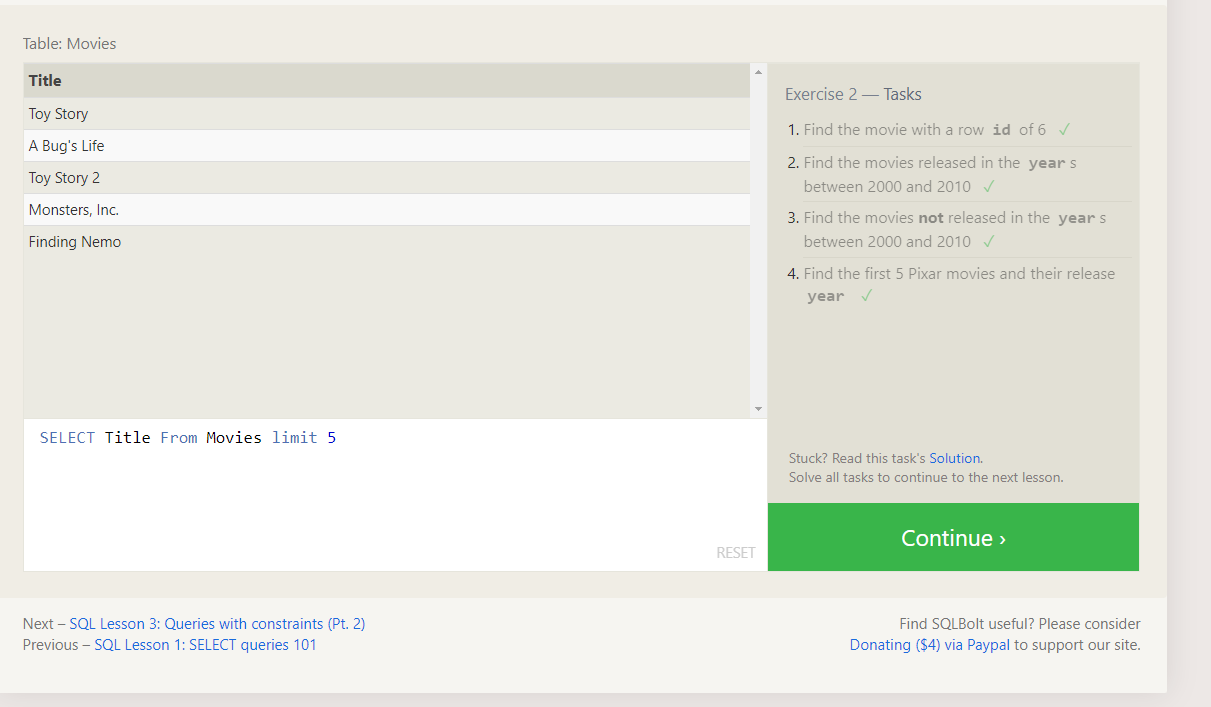 Table: Movies
Title
Toy Story
A Bug's Life
Toy Story 2
Monsters, Inc.
Finding Nemo
SELECT Title From Movies limit 5
RESET
Exercise 2 — Tasks
1. Find the movie with a row id of 6 ✓
2. Find the movies released in the year s
between 2000 and 2010 ✓
3. Find the movies not released in the year s
between 2000 and 2010 ✓
4. Find the first 5 Pixar movies and their release
year ✓
Stuck? Read this task's Solution.
Solve all tasks to continue to the next lesson.
Continue ›
Next – SQL Lesson 3: Queries with constraints (Pt. 2)
Previous – SQL Lesson 1: SELECT queries 101
Find SQLBolt useful? Please consider
Donating ($4) via Paypal to support our site.